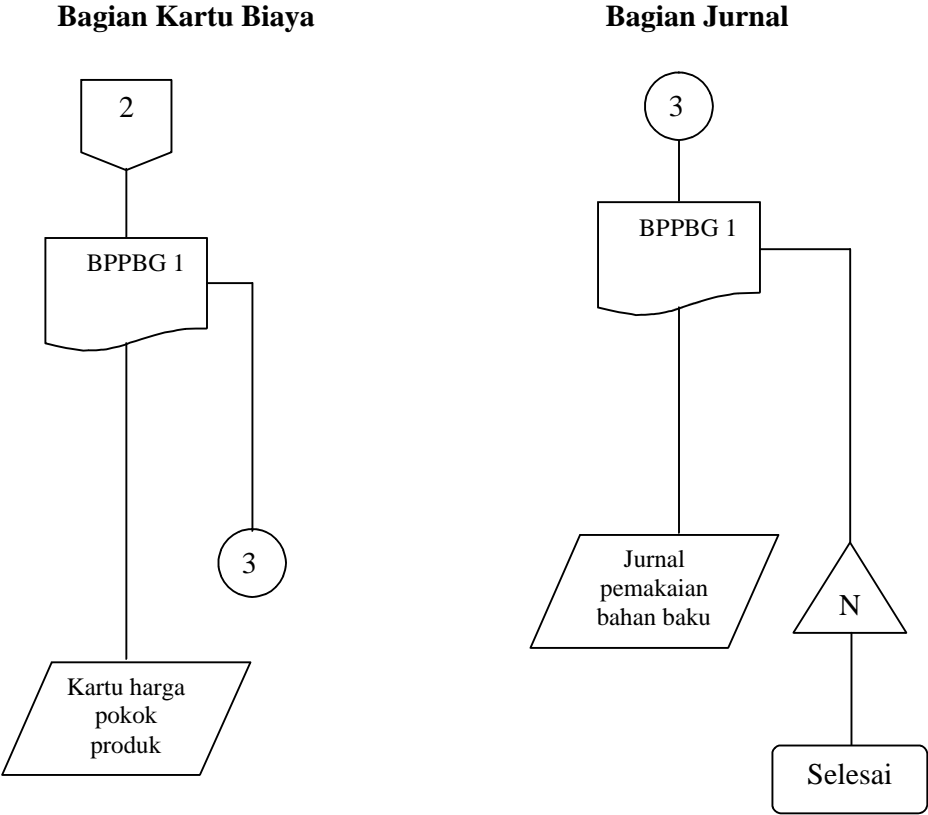 Bagian Kartu Biaya
2
BPPBG 1
3
Kartu harga
pokok
produk
Bagian Jurnal
3
BPPBG 1
Jurnal
pemakaian
bahan baku
N
Selesai